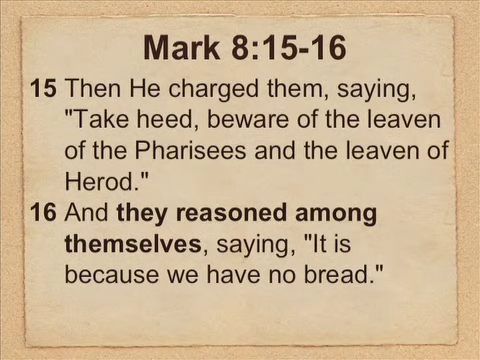 Mark 8:15-16
15 Then He charged them, saying,
"Take heed, beware of the leaven
of the Pharisees and the leaven of
Herod."
16 And they reasoned among
themselves, saying, "It is
because we have no bread."